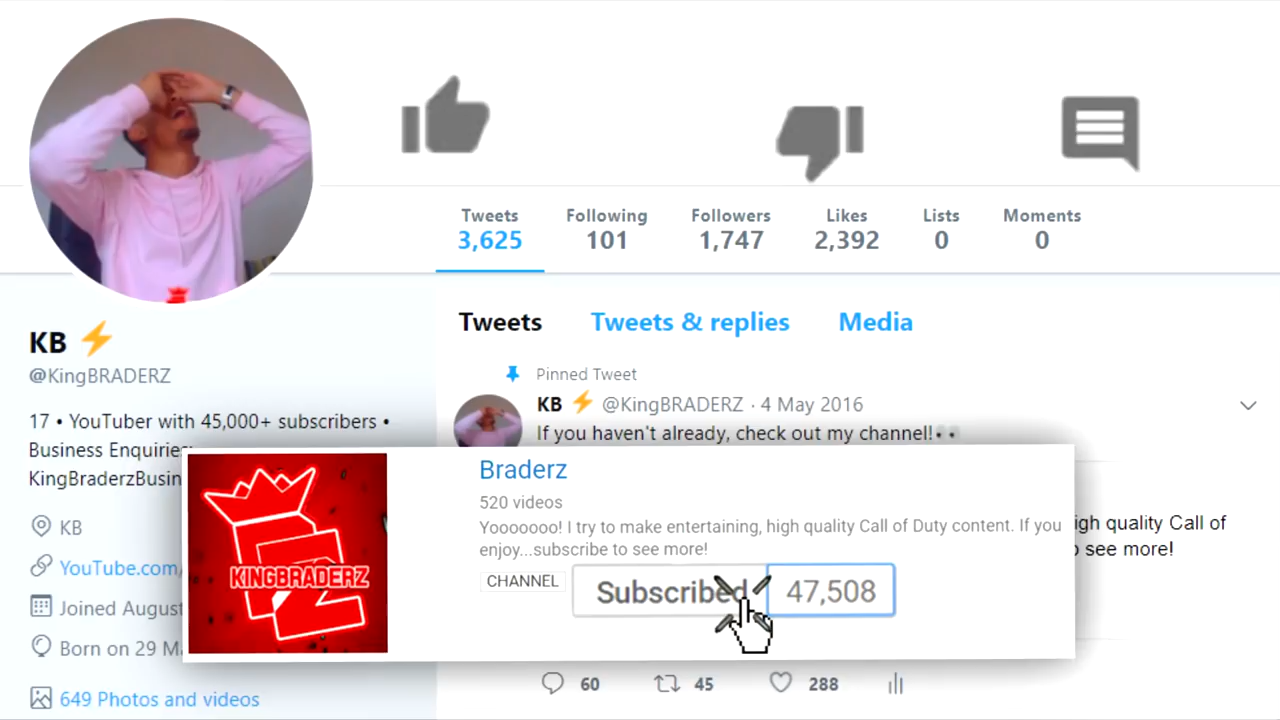 Tweets Following Followers Likes Lists Moments
3,625 101 1,747 2,392 0 0
Tweets Tweets & replies Media
Pinned Tweet
KB ⚡ @KingBRADERZ · 4 May 2016
If you haven't already, check out my channel!👀
KB ⚡
@KingBRADERZ
17 • YouTuber with 45,000+ subscribers •
Business Enquiries:
KB
YouTube.com/
Joined August
Born on 29
649 Photos and videos
KINGBRADERZ
Braderz
520 videos
Yooooooo! I try to make entertaining, high quality Call of Duty content. If you
enjoy...subscribe to see more!
CHANNEL
Subscribed 47,508
quality Call of
see more!
60 45 288